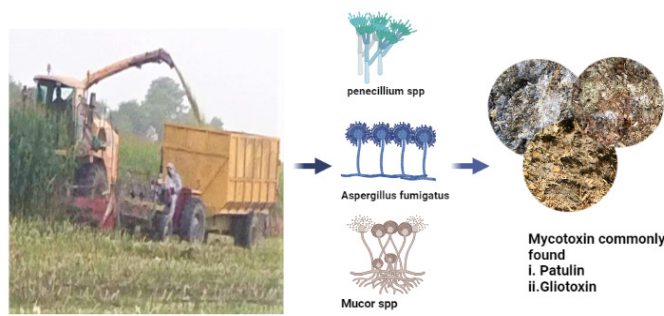 penecillium spp
Aspergillus fumigatus
Mucor spp
Mycotoxin commonly
found
i. Patulin
ii.Gliotoxin